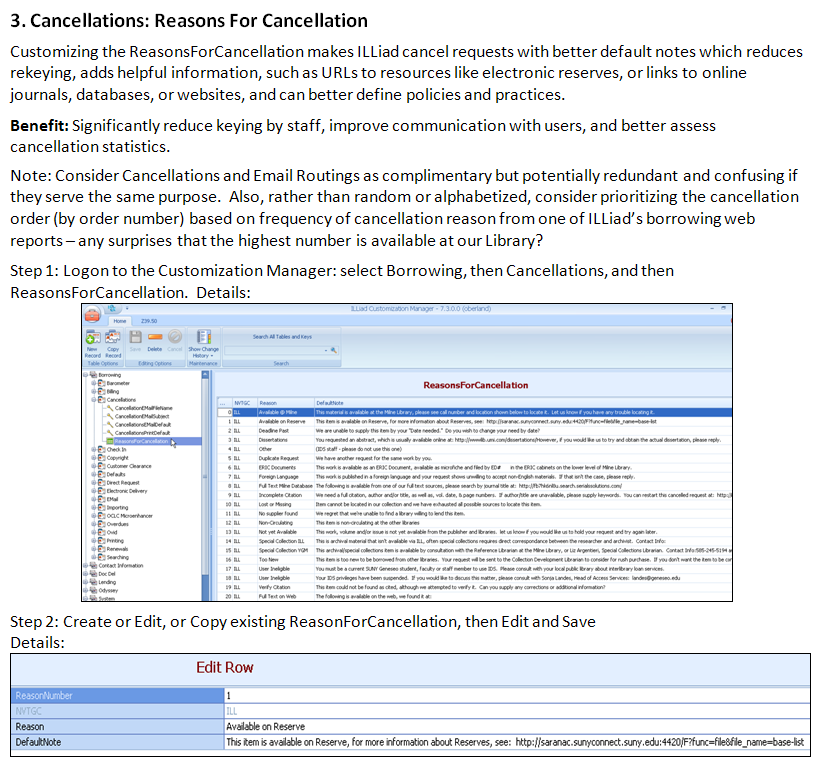 3. Cancellations: Reasons For Cancellation
Customizing the ReasonsForCancellation makes ILLiad cancel requests with better default notes which reduces
rekeying, adds helpful information, such as URLs to resources like electronic reserves, or links to online
journals, databases, or websites, and can better define policies and practices.
Benefit: Significantly reduce keying by staff, improve communication with users, and better assess
cancellation statistics.
Note: Consider Cancellations and Email Routings as complimentary but potentially redundant and confusing if
they serve the same purpose.  Also, rather than random or alphabetized, consider prioritizing the cancellation
order (by order number) based on frequency of cancellation reason from one of ILLiad's borrowing web
reports – any surprises that the highest number is available at our Library?
Step 1: Logon to the Customization Manager: select Borrowing, then Cancellations, and then
ReasonsForCancellation.  Details:
ILLiad Customization Manager - 7.3.0.0 (oberland)
Home Z39.50
New Record Copy Record Save Delete Cancel Show Change History
Search All Tables and Keys
Table Options Editing Options Maintenance Search
Borrowing
Barometer
Billing
Cancellations
CancellationEMailFileName
CancellationEMailSubject
CancellationsEMailDefault
CancellationsPrintDefault
ReasonsForCancellation
Check In
Copyright
Customer Clearance
Defaults
Direct Request
Electronic Delivery
EMail
Importing
OCLC Microenhancer
Overdues
Ovid
Printing
Renewals
Searching
Contact Information
Doc Del
Lending
Odyssey
System
ReasonsForCancellation
... NVTGC Reason DefaultNote
0 ILL Available @ Milne This material is available at the Milne Library, please see call number and location shown below to locate it. Let us know if you have any trouble locating it.
1 ILL Available on Reserve This item is available on Reserve, for more information about Reserves, see: http://saranac.sunyconnect.suny.edu:4420/F?func=file&file_name=base-list
2 ILL Deadline Past We are unable to supply this item by your "Date needed." Do you wish to change your need by date?
3 ILL Dissertations You requested an abstract, which is usually available online at: http://wwwlib.umi.com/dissertations/However, if you would like us to try and obtain the actual dissertation, please reply.
4 ILL Other (IDS staff - please do not use this one)
5 ILL Duplicate Request We have another request for the same work by you.
6 ILL ERIC Documents This work is available as an ERIC Document, available as microfiche and filed by ED# in the ERIC cabinets on the lower level of Milne Library.
7 ILL Foreign Language This work is published in a foreign language and your request shows unwilling to accept non-English materials. If that isn't the case, please reply.
8 ILL Full Text Milne Database The following is available from one of our full text sources, please search by journal title at: http://fb7hk6n8tu.search.serialssolutions.com/
9 ILL Incomplete Citation We need a full citation, author and/or title, as well as, vol. date, & page numbers. If author/title are unavailable, please supply keywords. You can restart this cancelled request at: http:/
10 ILL Lost or Missing Item cannot be located in our collection and we have exhausted all possible sources to locate this item.
11 ILL No supplier found We regret that we're unable to find a library willing to lend this item.
12 ILL Non-Circulating This item is non-circulating at the other libraries
13 ILL Not yet Available This work, volume and/or issue is not yet available from the publisher and libraries. let us know if you would like us to hold your request and try again later.
14 ILL Special Collection ILL This is archival material that isn't available via ILL, often special collections requires direct correspondance between the researcher and archivist. Contact Info:
15 ILL Special Collection YGM This archival/special collections item is available by consultation with the Reference Librarian at the Milne Library, or Liz Argentieri, Special Collections Librarian. Contact Info:585-245-5194 a
16 ILL Too New This item is too new to be borrowed from other libraries. Your request will be sent to the Collection Development Librarian to consider for rush purchase. If you don't want the item to be cor
17 ILL User Ineligible You must be a current SUNY Geneseo student, faculty or staff member to use IDS. Please consult with your local public library about interlibrary loan services.
18 ILL User Ineligible Your IDS privileges have been suspended. If you would like to discuss this matter, please consult with Sonja Landes, Head of Access Services: landes@geneseo.edu
19 ILL Verify Citation This item could not be found as cited, although we attempted to verify it. Can you supply any corrections or additional information?
20 ILL Full Text on Web The following is available on the web, we found it at:
Step 2: Create or Edit, or Copy existing ReasonForCancellation, then Edit and Save
Details:
Edit Row
ReasonNumber 1
NVTGC ILL
Reason Available on Reserve
DefaultNote This item is available on Reserve, for more information about Reserves, see: http://saranac.sunyconnect.suny.edu:4420/F?func=file&file_name=base-list